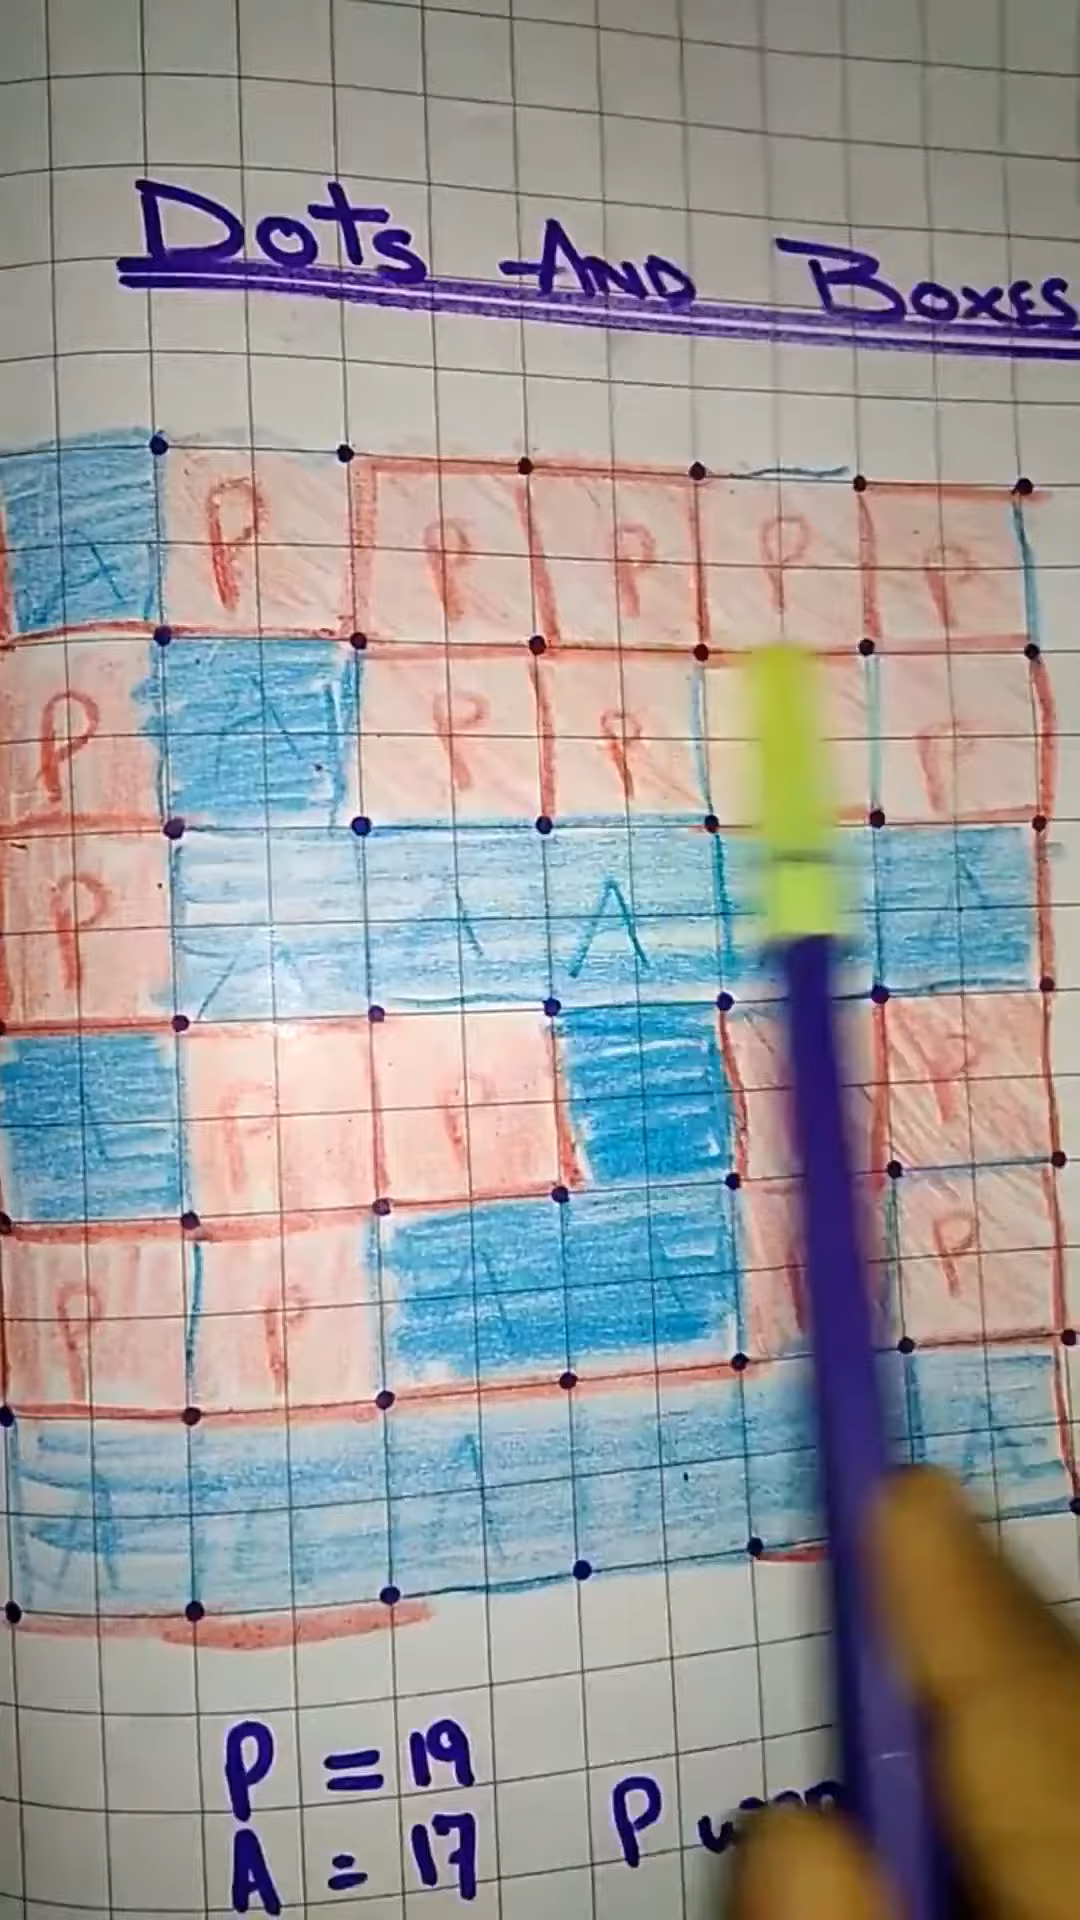 Dots AND BOXES
A P P P P P
P A P P P
P A A A A
A P P P
P P A A P
A A A A
P = 19
A = 17 P